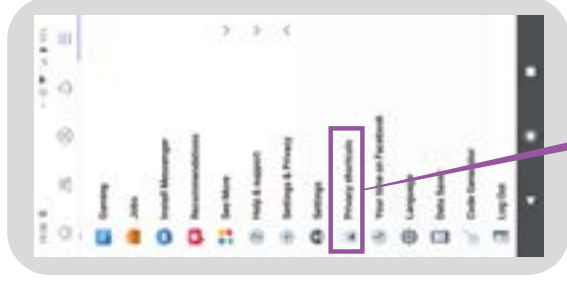 Gaming
Jobs
Install Messenger
Recommendations
See More
Help & support
Settings & Privacy
Settings
Privacy shortcuts
Your time on Facebook
Language
Data Saver
Code Generator
Log Out